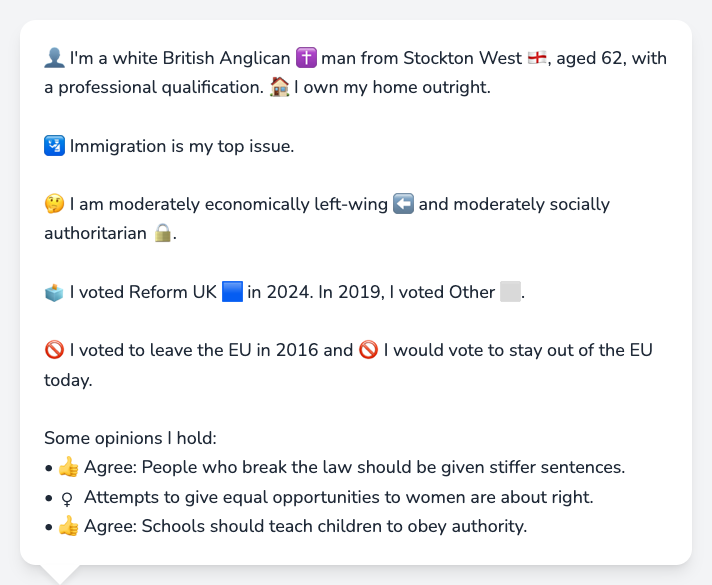 👤 I'm a white British Anglican ✝️ man from Stockton West 🏴󠁧󠁢󠁥󠁮󠁧󠁿, aged 62, with
a professional qualification. 🏠 I own my home outright.
🛂 Immigration is my top issue.
🤔 I am moderately economically left-wing ⬅️ and moderately socially
authoritarian 🔒.
🗳️ I voted Reform UK 🟦 in 2024. In 2019, I voted Other ⬜.
🚫 I voted to leave the EU in 2016 and 🚫 I would vote to stay out of the EU
today.
Some opinions I hold:
• 👍 Agree: People who break the law should be given stiffer sentences.
• ♀ Attempts to give equal opportunities to women are about right.
• 👍 Agree: Schools should teach children to obey authority.